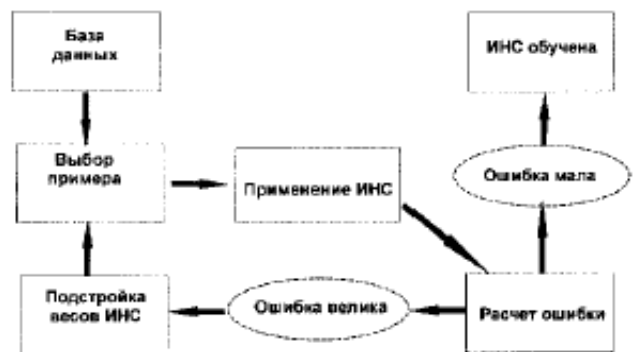 База
данных
ИНС обучена
Выбор
примера
Применение ИНС
Ошибка мала
Подстройка
весов ИНС
Ошибка велика
Расчет ошибки